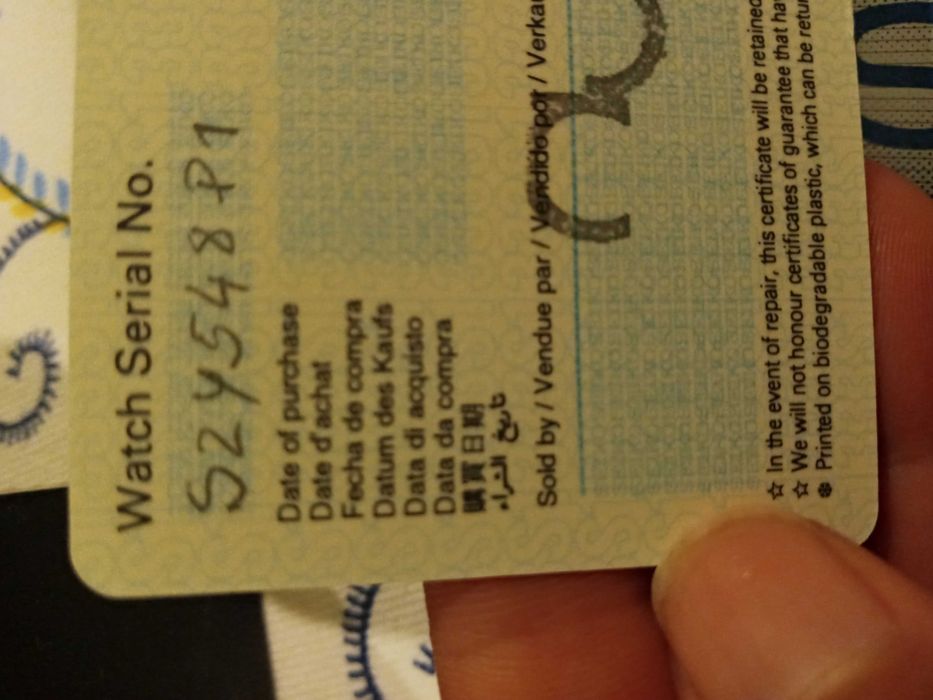 Watch Serial No.
S2Y548P1
Date of purchase
Date d'achat
Fecha de compra
Datum des Kaufs
Data di acquisto
Data da compra
購買日期
تاريخ الشراء
Sold by / Vendue par / Vendido por / Verkau
☆ In the event of repair, this certificate will be retained
☆ We will not honour certificates of guarantee that hav
❄ Printed on biodegradable plastic, which can be retur